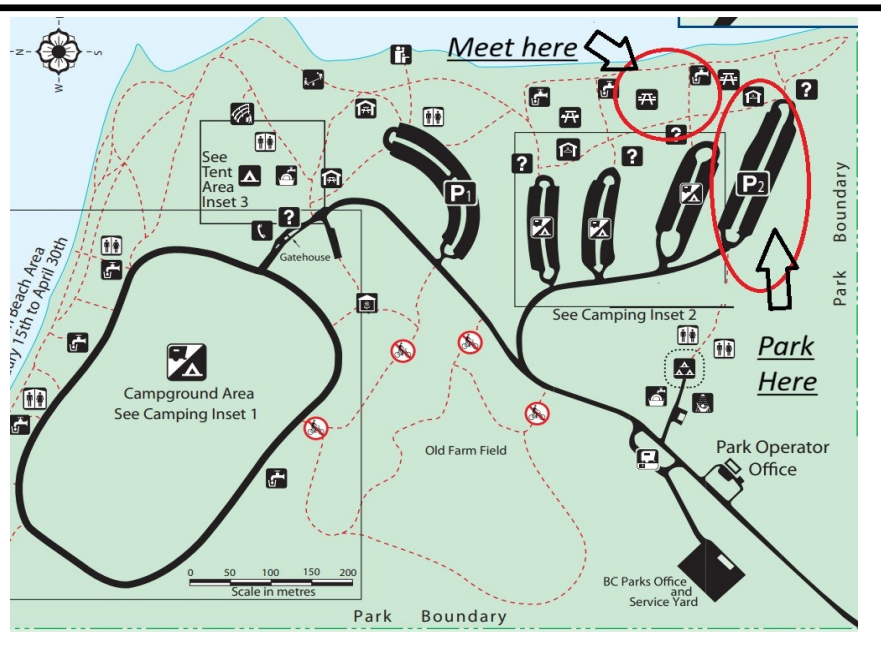 N
S
W
Meet here
See
Tent
Area
Inset 3
P1
P2
?
?
?
?
?
?
Gatehouse
Beach Area
15th to April 30th
See Camping Inset 2
Park Boundary
Park
Here
Campground Area
See Camping Inset 1
Old Farm Field
Park Operator
Office
0 50 100 150 200
Scale in metres
BC Parks Office
and
Service Yard
Park Boundary